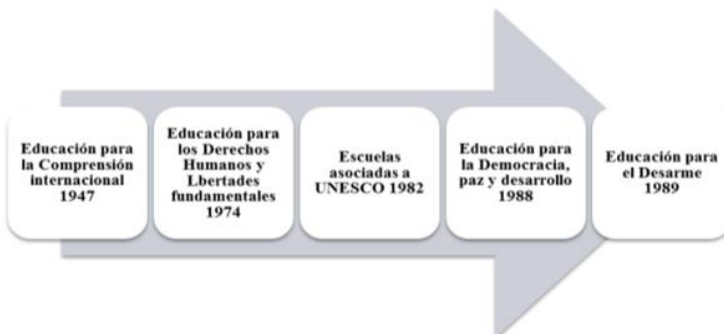 Educación para
la Comprensión
internacional
1947
Educación para
los Derechos
Humanos y
Lbertades
fundamentales
1974
Escuelas
asociadas a
UNESCO 1982
Educación para
la Democracia,
paz y desarrollo
1988
Educación para
el Desarme
1989